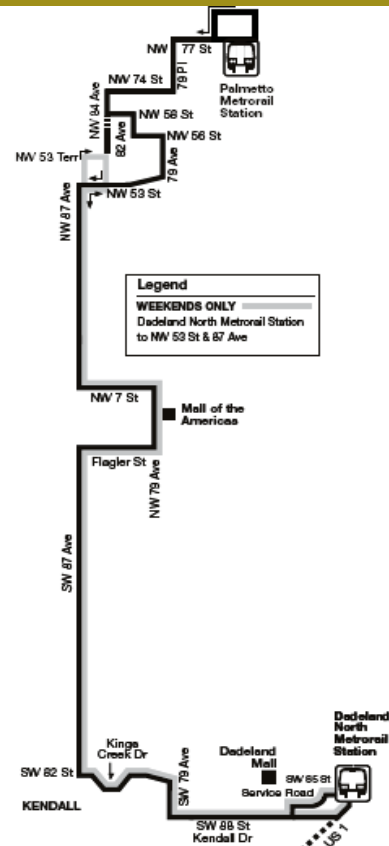 NW 77 St
79 Pl
Palmetto
Metrorail
Station
NW 74 St
NW 84 Ave
NW 58 St
82 Ave
NW 56 St
79 Ave
NW 53 Terr
NW 53 St
NW 87 Ave
Legend
WEEKENDS ONLY
Dadeland North Metrorail Station
to NW 53 St & 87 Ave
NW 7 St
Mall of the
Americas
Flagler St
NW 79 Ave
SW 87 Ave
Kings
Creek Dr
SW 82 St
KENDALL
SW 79 Ave
Dadeland
Mall
Dadeland
North
Metrorail
Station
SW 85 St
Service Road
SW 88 St
Kendall Dr
US 1